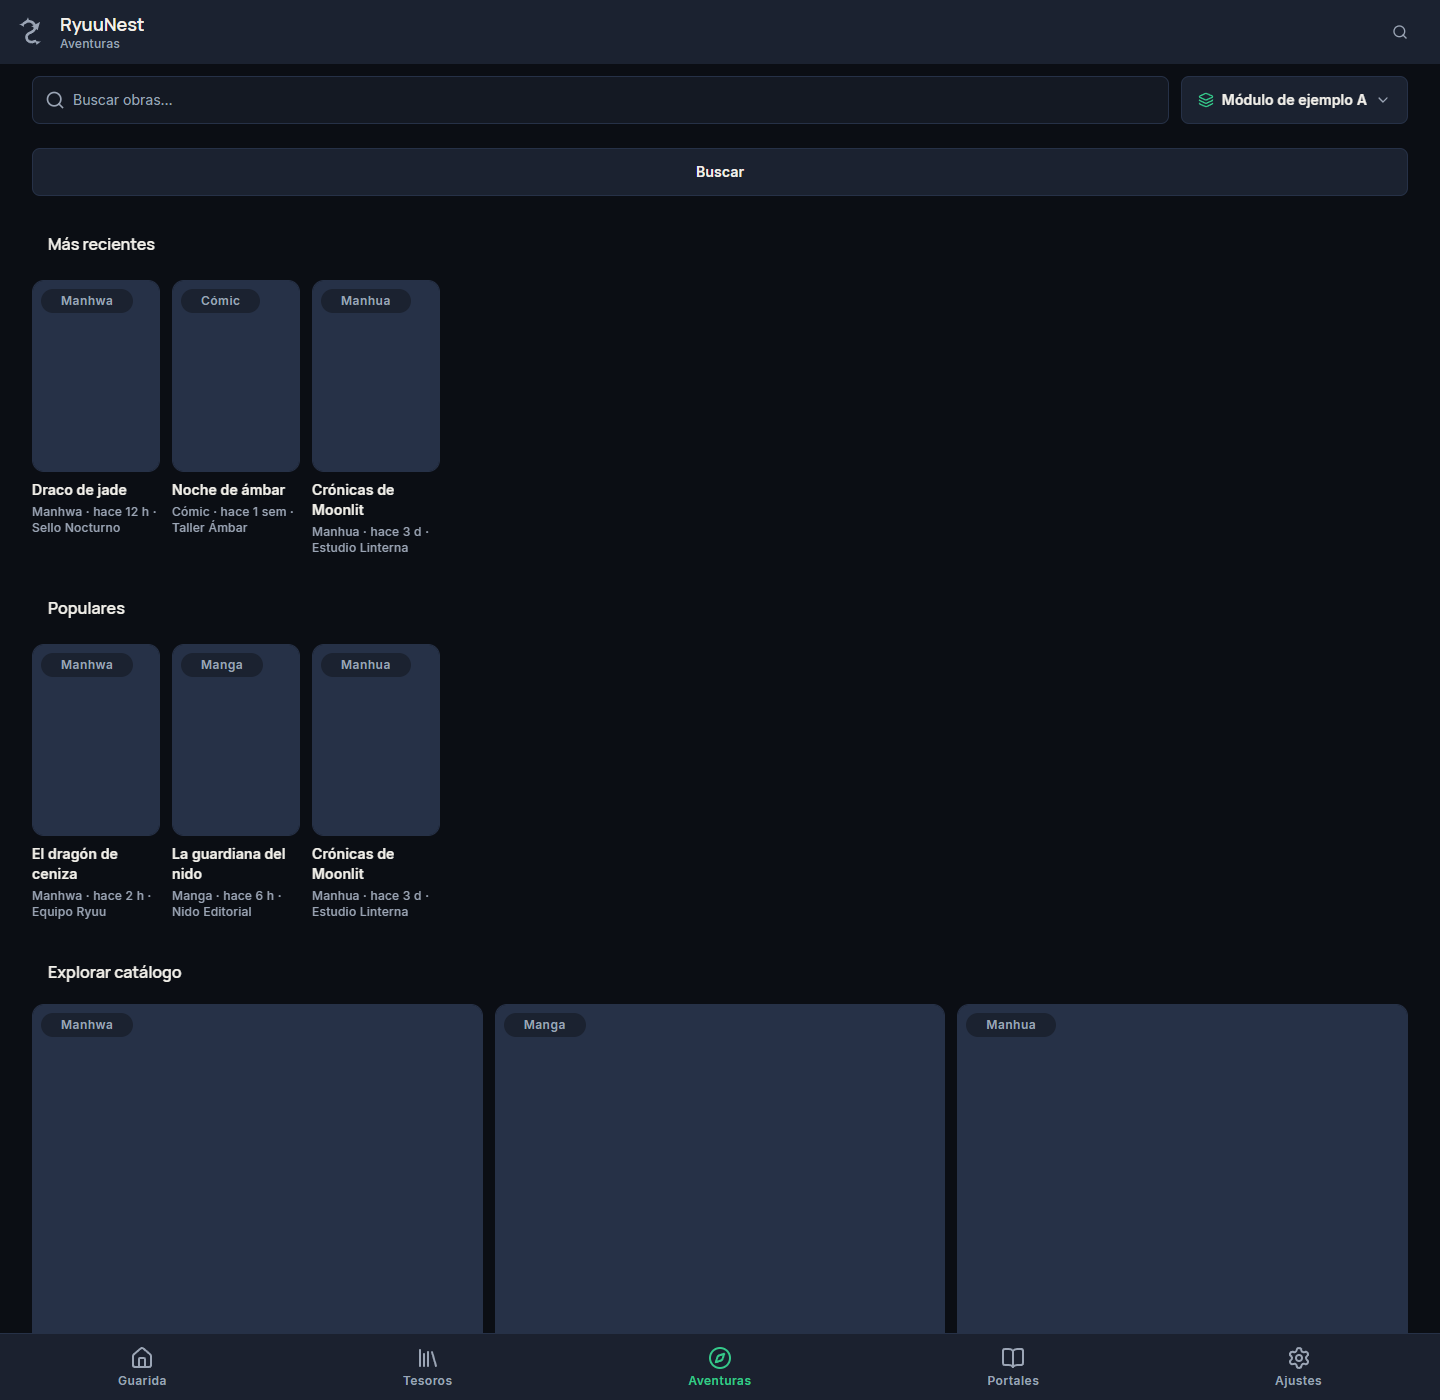 RyuuNest
Aventuras
Buscar obras...
Módulo de ejemplo A
Buscar
Más recientes
Manhwa
Cómic
Manhua
Draco de jade
Manhwa · hace 12 h ·
Sello Nocturno
Noche de ámbar
Cómic · hace 1 sem ·
Taller Ámbar
Crónicas de
Moonlit
Manhua · hace 3 d ·
Estudio Linterna
Populares
Manhwa
Manga
Manhua
El dragón de
ceniza
Manhwa · hace 2 h ·
Equipo Ryuu
La guardiana del
nido
Manga · hace 6 h ·
Nido Editorial
Crónicas de
Moonlit
Manhua · hace 3 d ·
Estudio Linterna
Explorar catálogo
Manhwa
Manga
Manhua
Guarida
Tesoros
Aventuras
Portales
Ajustes